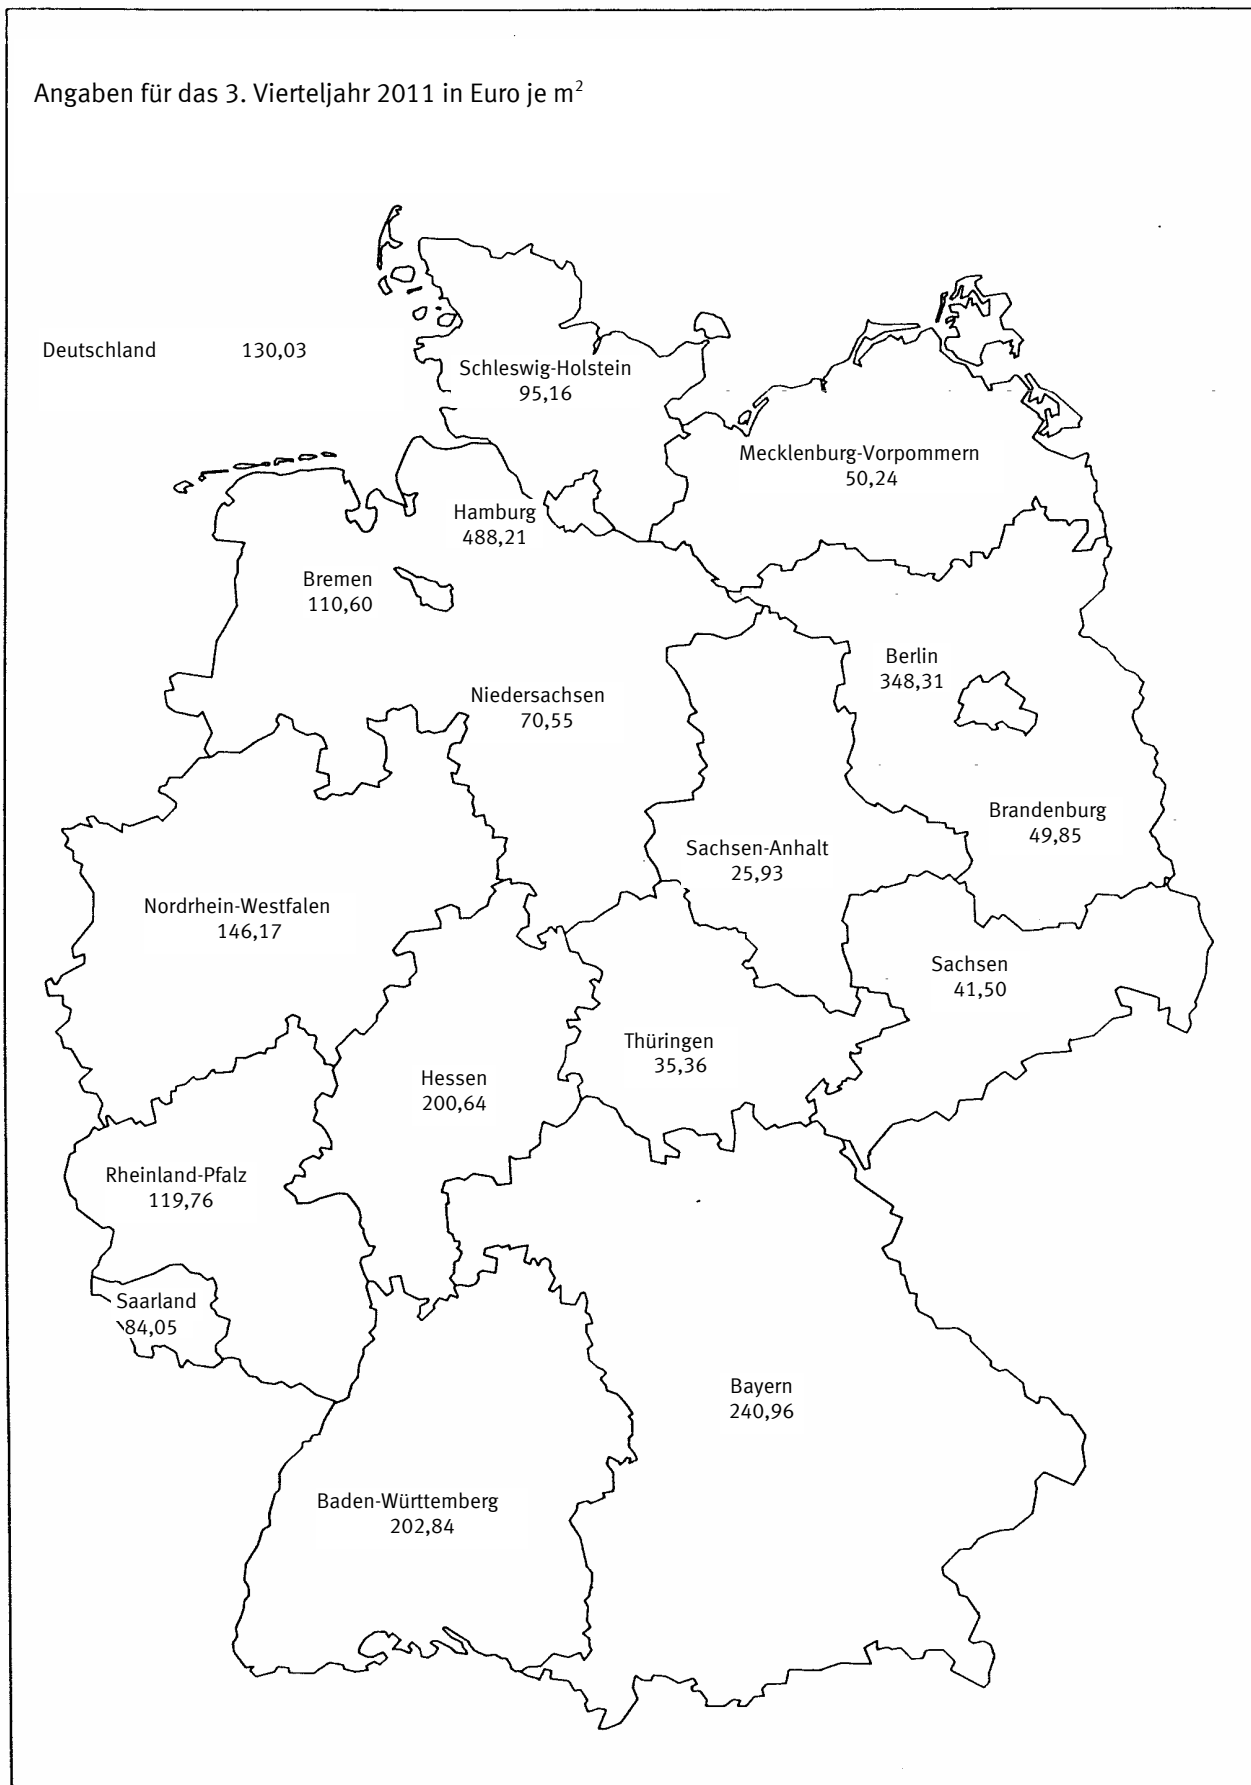 Angaben für das 3. Vierteljahr 2011 in Euro je m²
Deutschland 130,03
Schleswig-Holstein
95,16
Mecklenburg-Vorpommern
50,24
Hamburg
488,21
Bremen
110,60
Berlin
348,31
Niedersachsen
70,55
Brandenburg
49,85
Sachsen-Anhalt
25,93
Nordrhein-Westfalen
146,17
Sachsen
41,50
Thüringen
35,36
Hessen
200,64
Rheinland-Pfalz
119,76
Saarland
84,05
Bayern
240,96
Baden-Württemberg
202,84